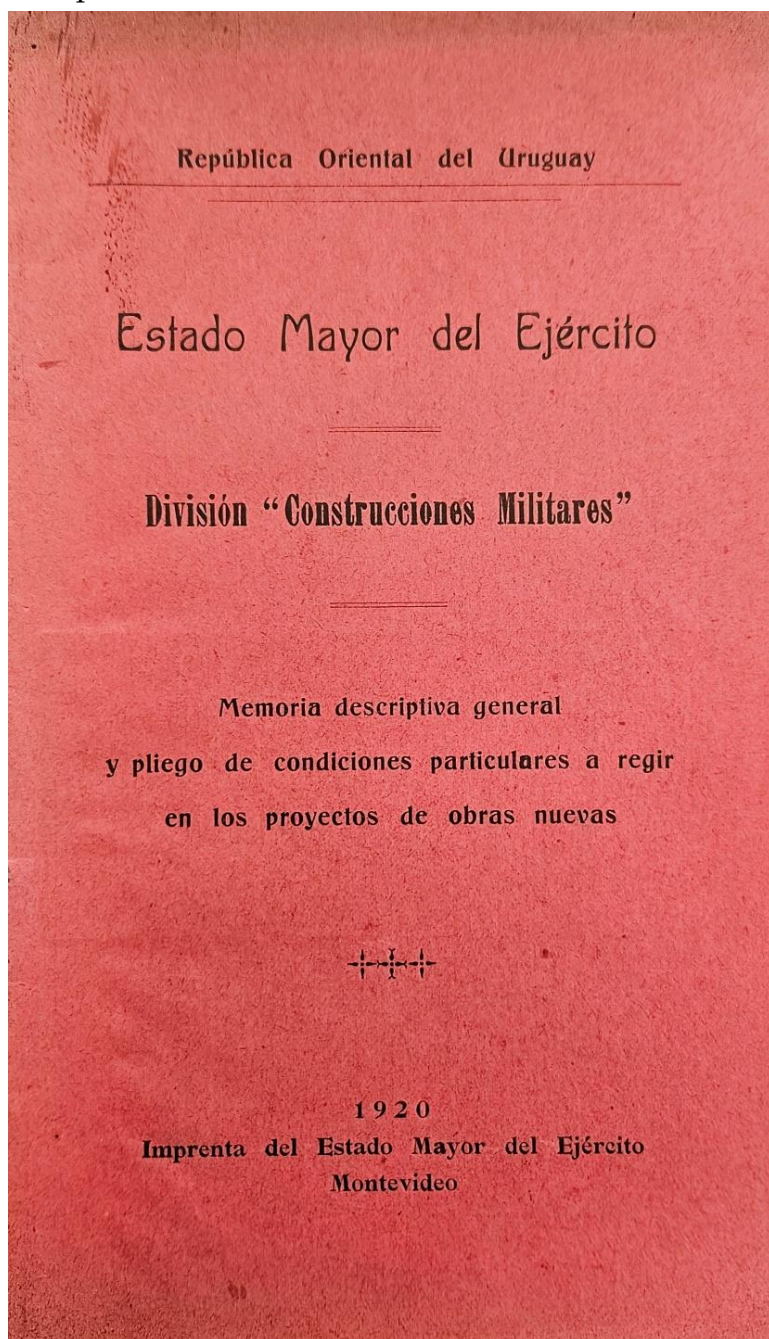 República Oriental del Uruguay
Estado Mayor del Ejército
División “Construcciones Militares”
Memoria descriptiva general
y pliego de condiciones particulares a regir
en los proyectos de obras nuevas
1920
Imprenta del Estado Mayor del Ejército
Montevideo